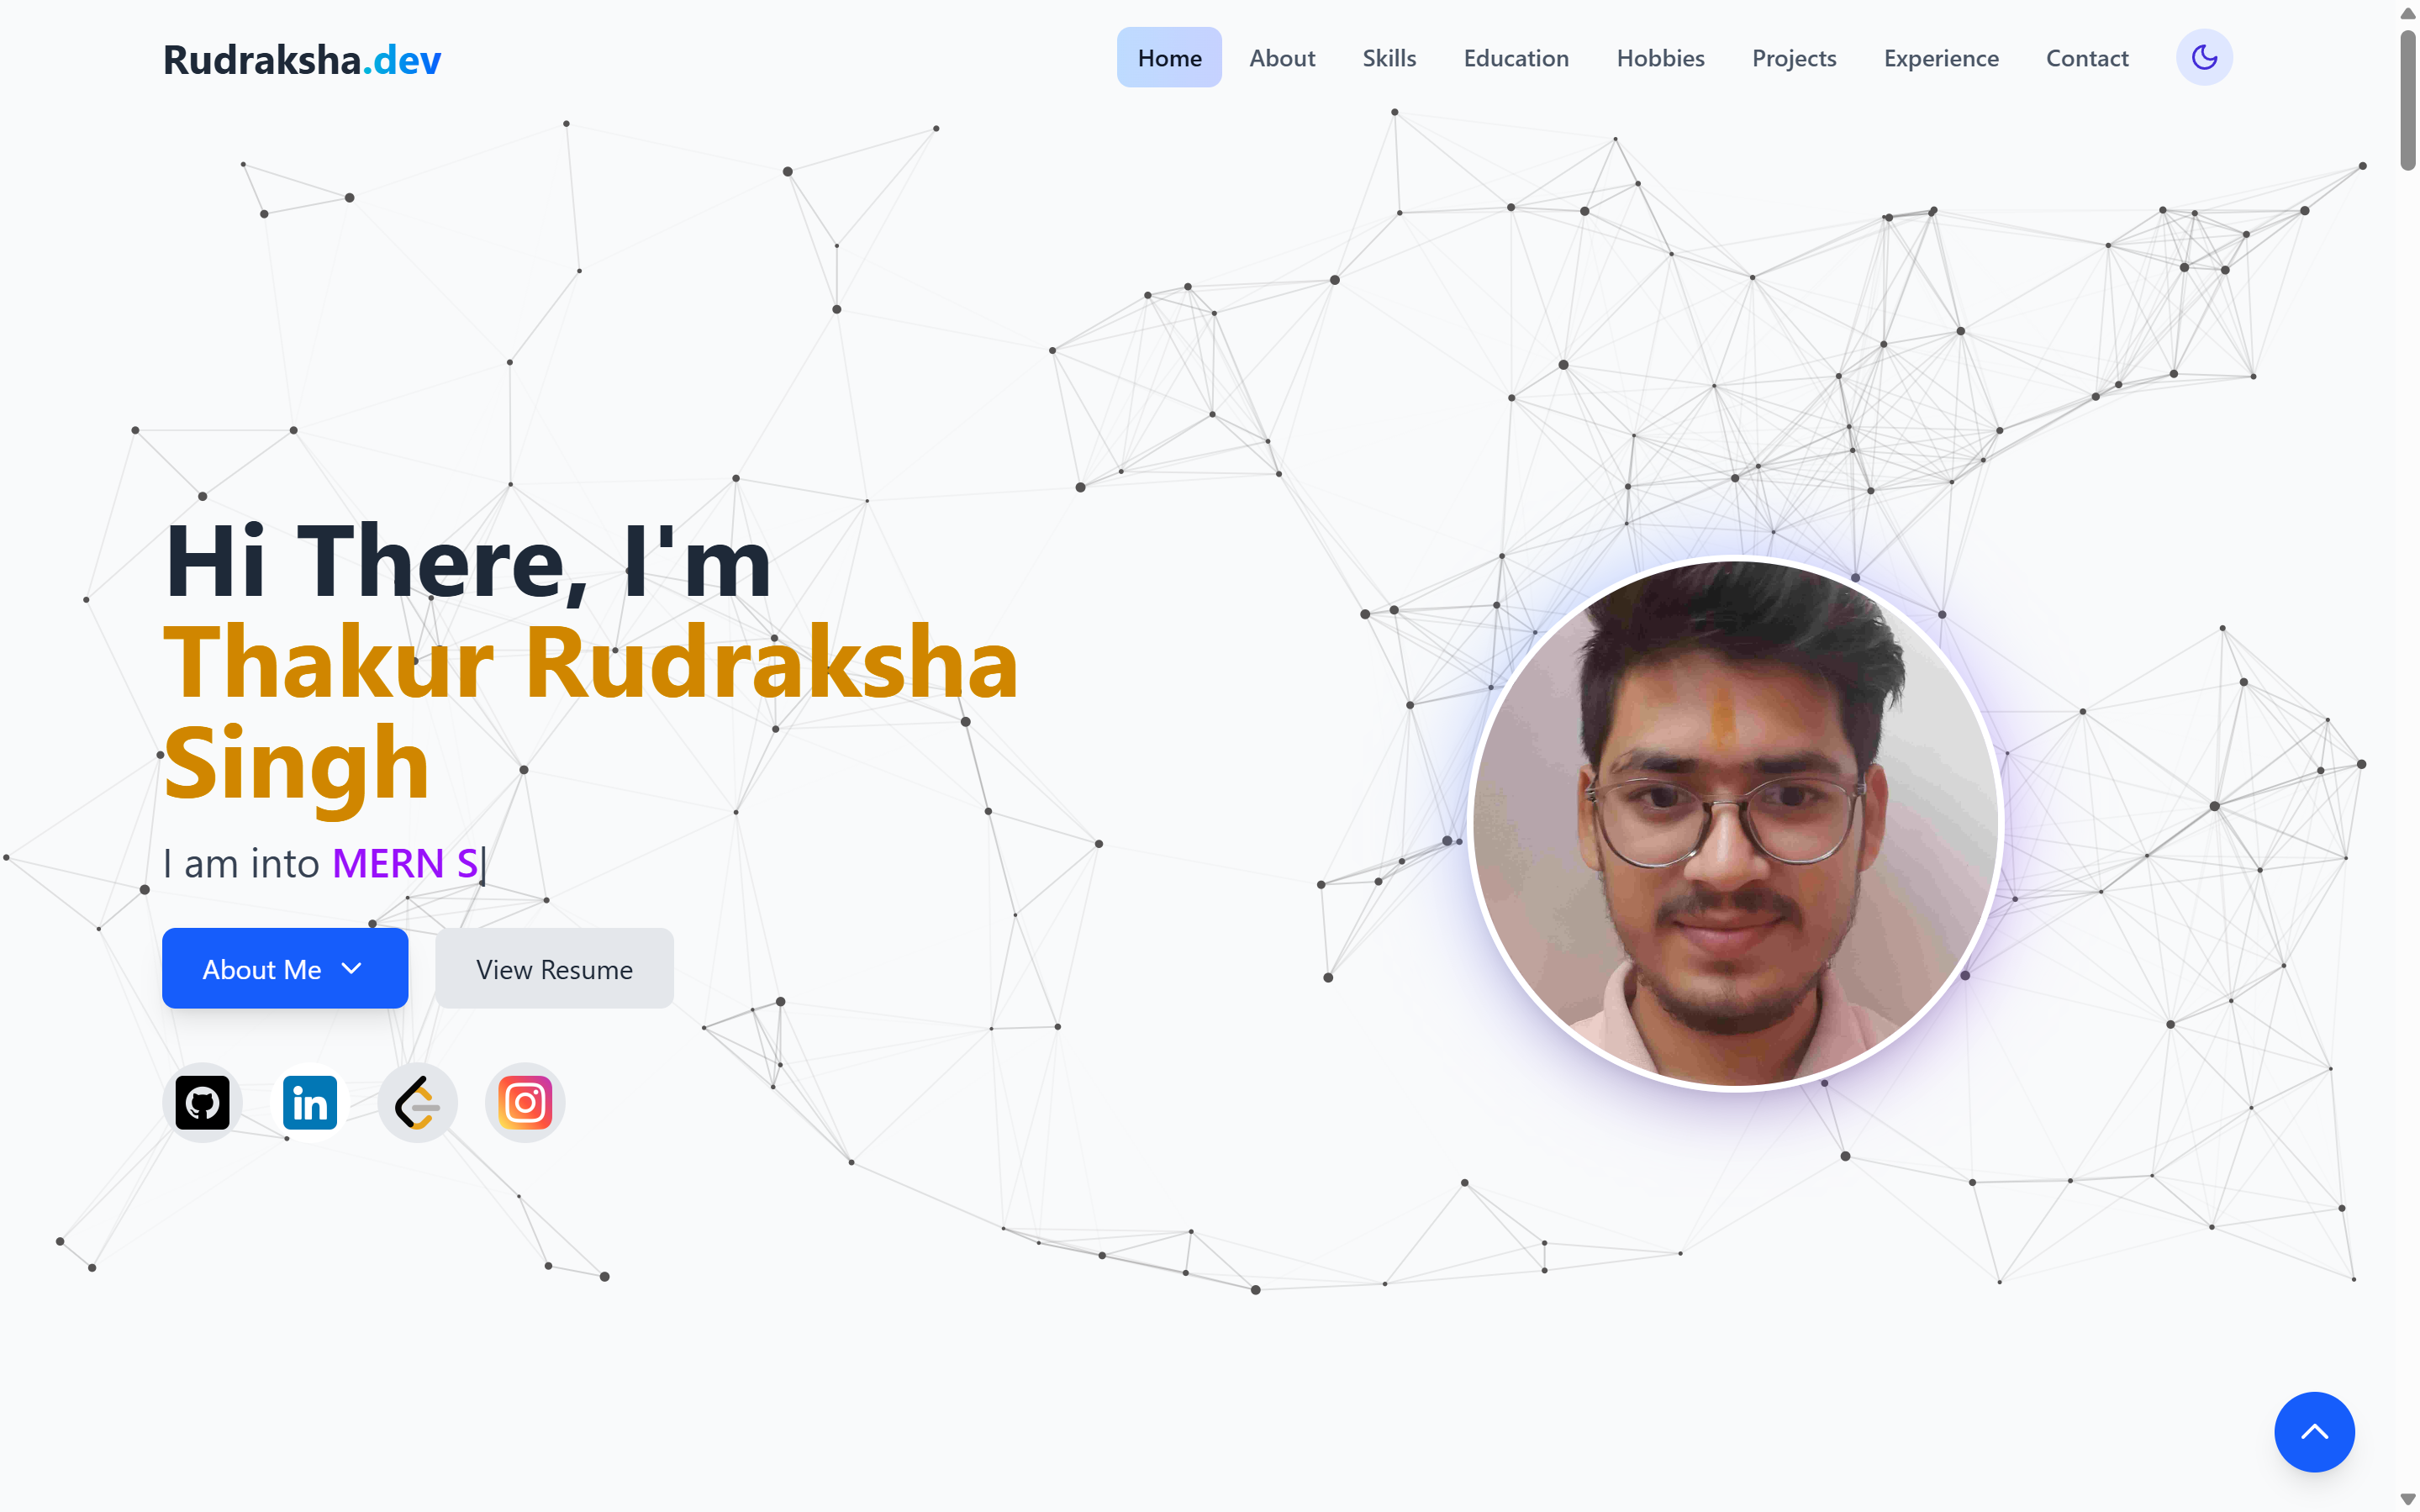 Rudraksha.dev
Home About Skills Education Hobbies Projects Experience Contact
Hi There, I'm
Thakur Rudraksha
Singh
I am into MERN S|
About Me View Resume
in